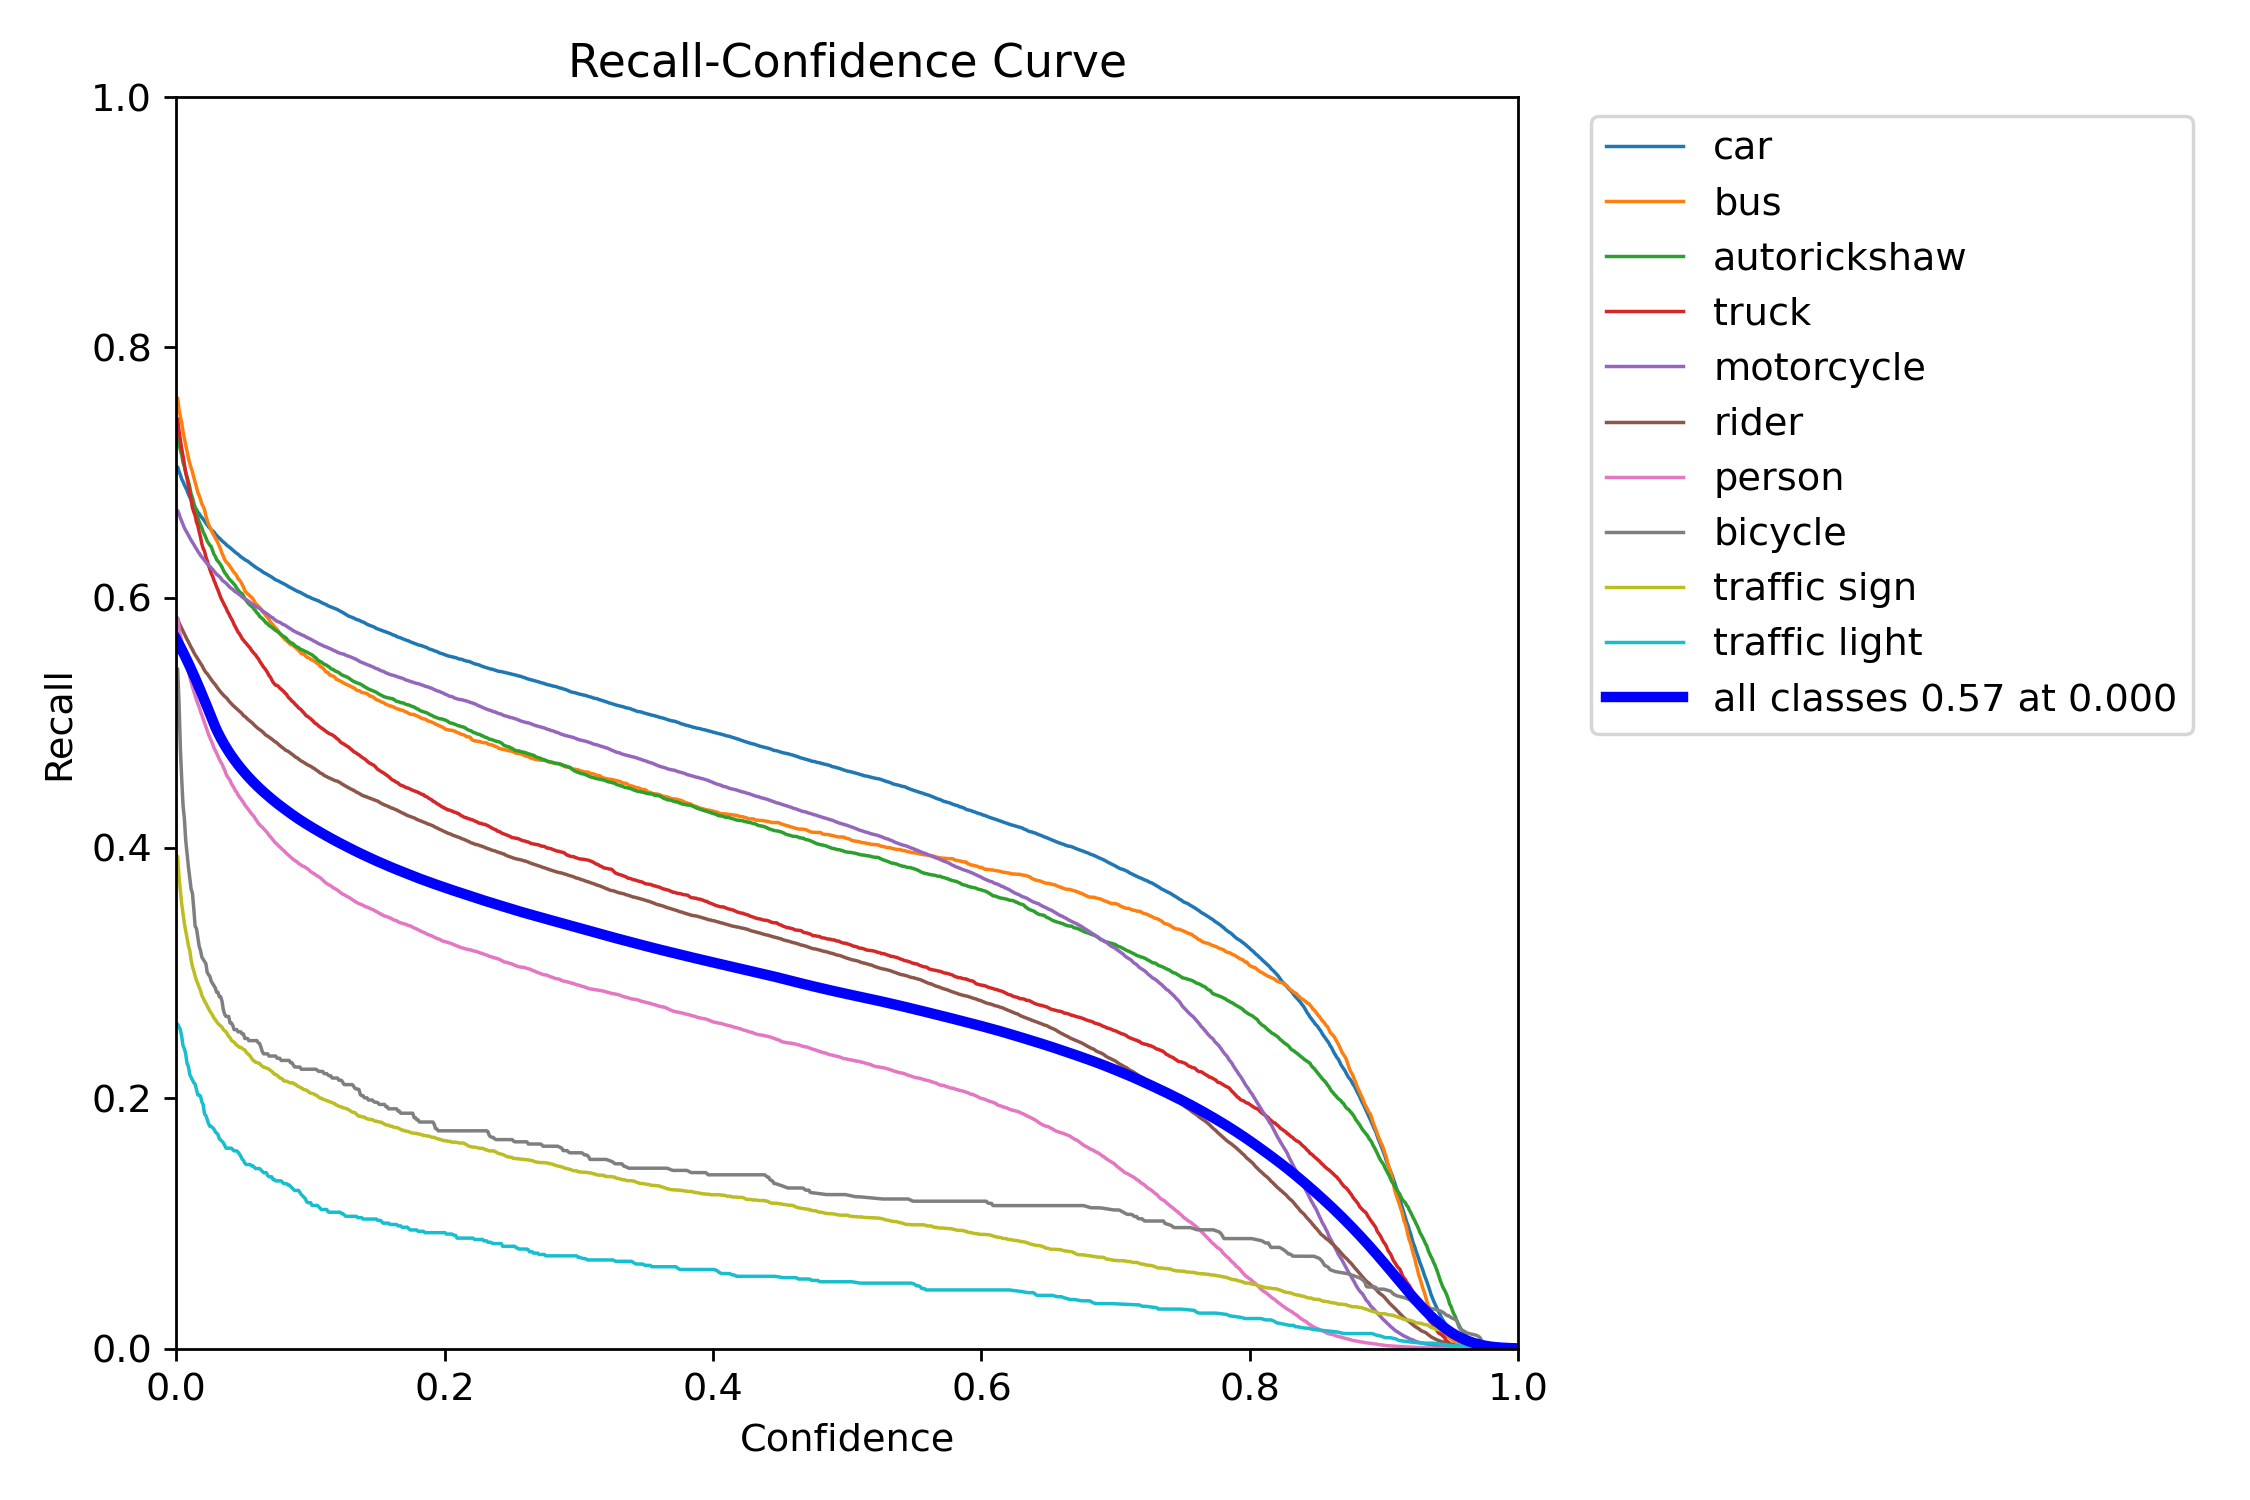 Recall-Confidence Curve
1.0
0.8
0.6
0.4
0.2
0.0
Recall
0.0 0.2 0.4 0.6 0.8 1.0
Confidence
car
bus
autorickshaw
truck
motorcycle
rider
person
bicycle
traffic sign
traffic light
all classes 0.57 at 0.000